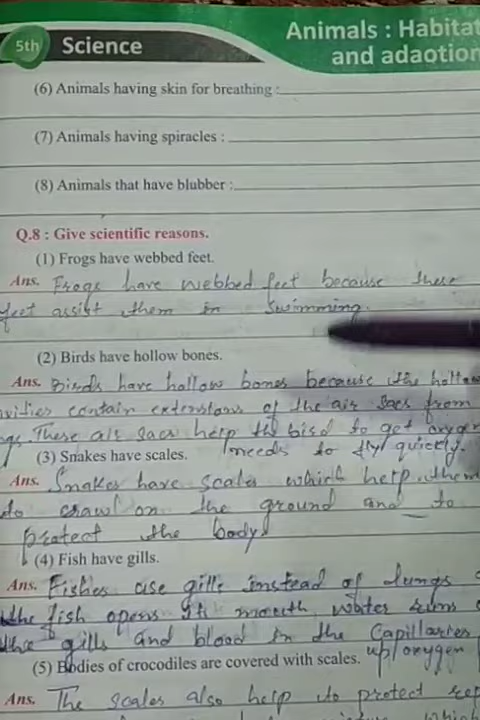 5th Science
Animals : Habitat
and adaotion
(6) Animals having skin for breathing :
(7) Animals having spiracles :
(8) Animals that have blubber :
Q.8 : Give scientific reasons.
(1) Frogs have webbed feet.
Ans. Frogs have webbed feet because these
feet assist them in swimming.
(2) Birds have hollow bones.
Ans. Birds have hollow bones because the hollow
cavities contain extensions of the air sacs from
These air sacs help the bird to get oxygen
needs to fly quickly.
(3) Snakes have scales.
Ans. Snakes have scales which help them
to crawl on the ground and to
protect the body.
(4) Fish have gills.
Ans. Fishes use gills instead of lungs
the fish opens its mouth, water runs
the gills and blood in the capillaries
up/oxygen
(5) Bodies of crocodiles are covered with scales.
Ans. The scales also help to protect